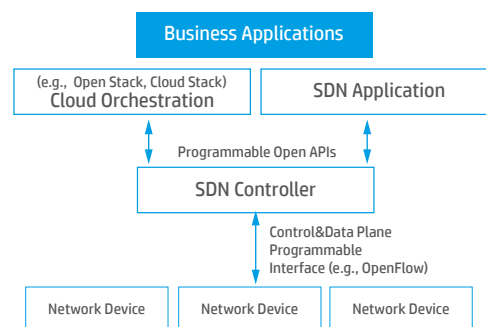 Business Applications
(e.g., Open Stack, Cloud Stack)
Cloud Orchestration
SDN Application
Programmable Open APIs
SDN Controller
Control&Data Plane
Programmable
Interface (e.g., OpenFlow)
Network Device
Network Device
Network Device